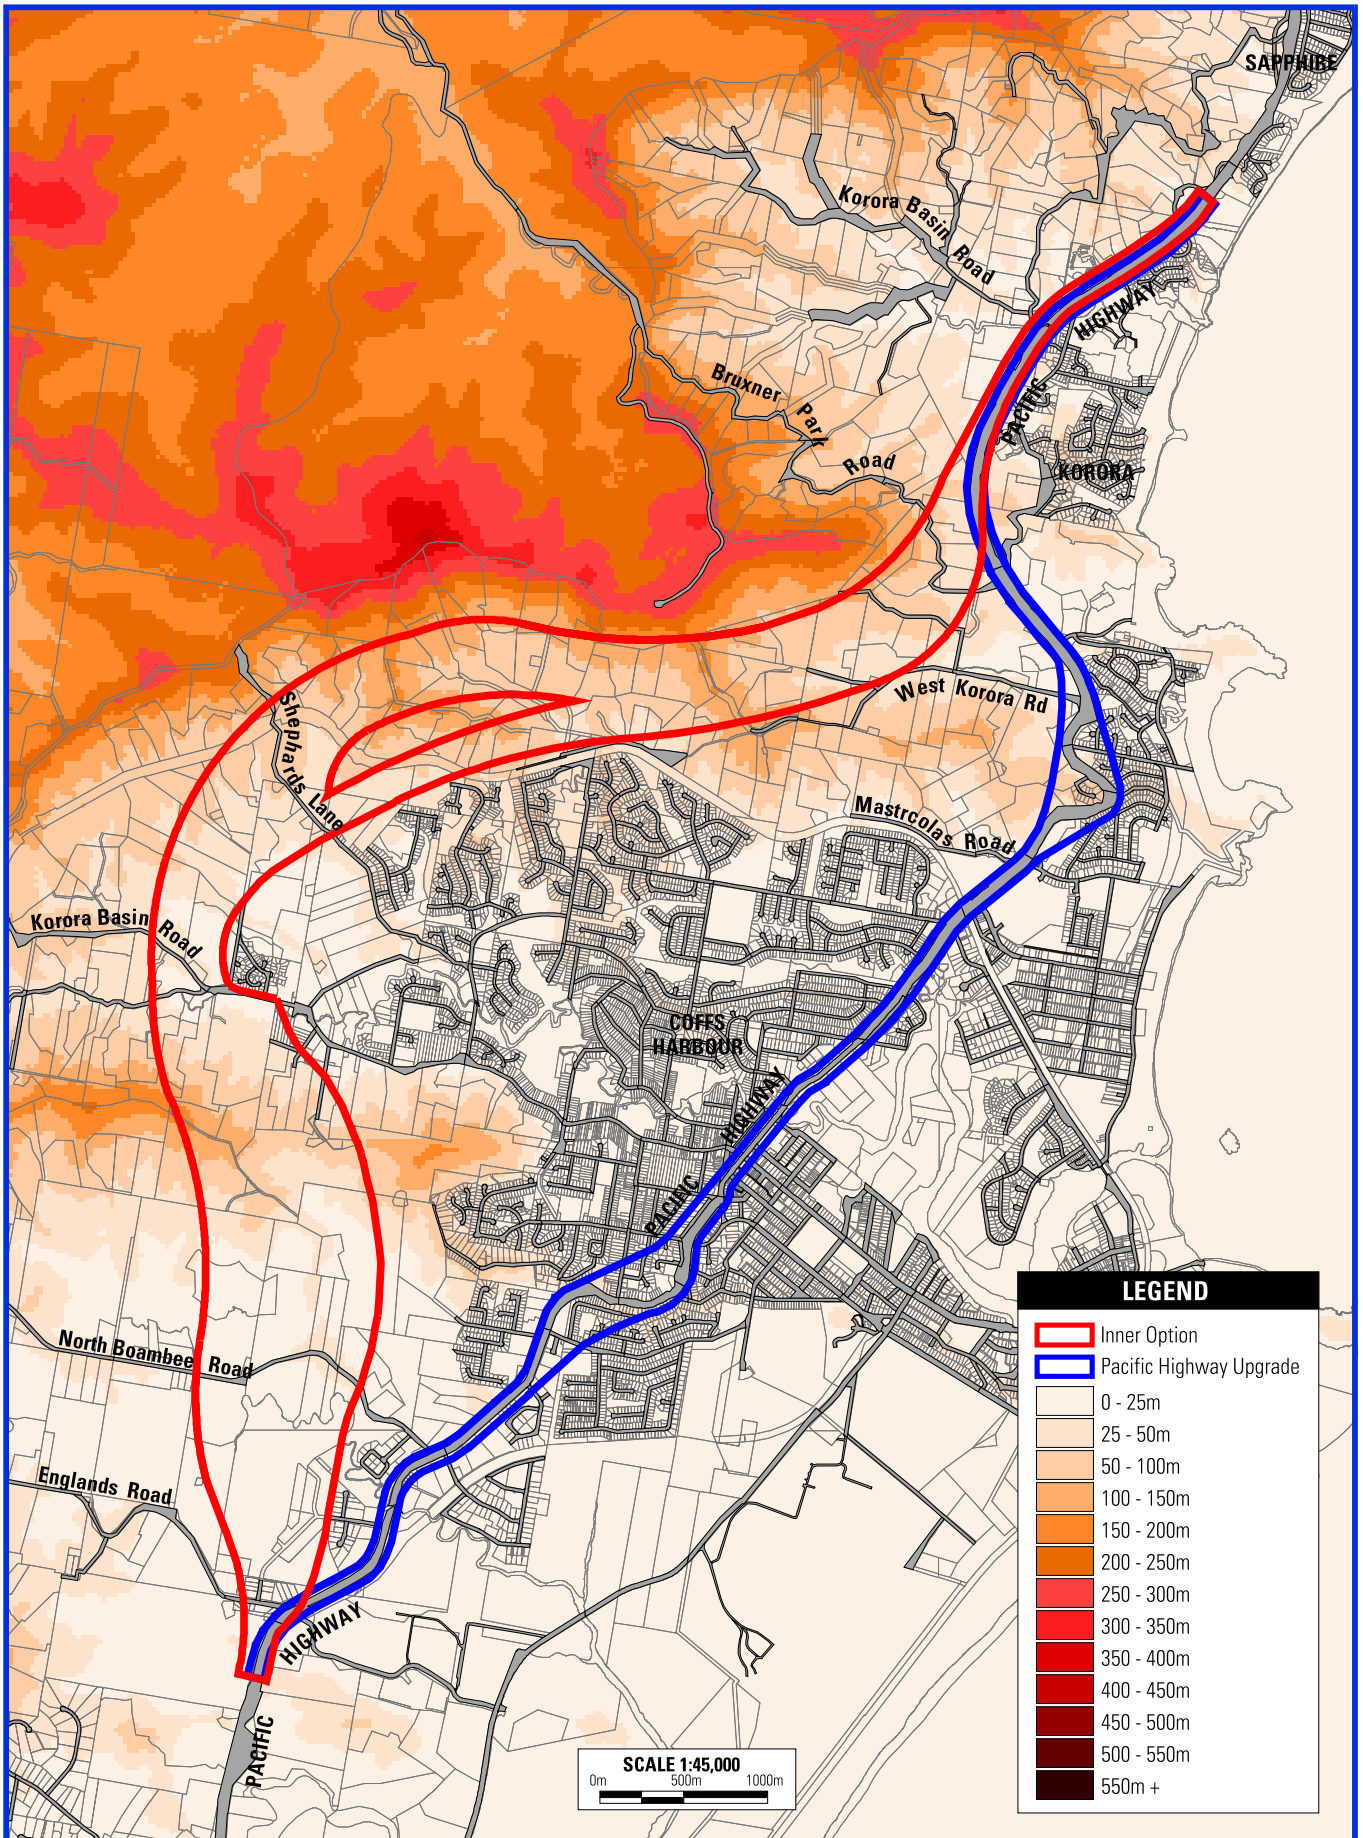 SAPPHIRE
Korora Basin Road
HIGHWAY
PACIFIC
Bruxner Park Road
KORORA
West Korora Rd
Shephards Lane
Mastrcolas Road
Korora Basin Road
COFFS
HARBOUR
HIGHWAY
PACIFIC
North Boambee Road
Englands Road
HIGHWAY
PACIFIC
LEGEND
Inner Option
Pacific Highway Upgrade
0 - 25m
25 - 50m
50 - 100m
100 - 150m
150 - 200m
200 - 250m
250 - 300m
300 - 350m
350 - 400m
400 - 450m
450 - 500m
500 - 550m
550m +
SCALE 1:45,000
0m 500m 1000m